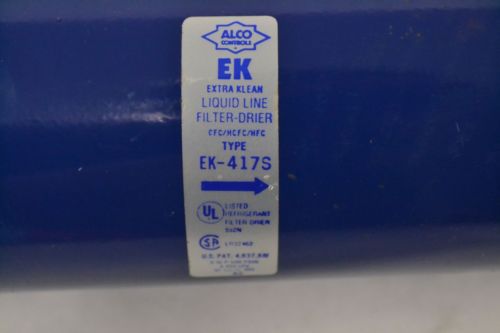 ALCO
CONTROLS
EK
EXTRA KLEAN
LIQUID LINE
FILTER-DRIER
CFC/HCFC/HFC
TYPE
EK-417S
UL LISTED
REFRIGERANT
FILTER DRIER
SA
U.S. PAT.